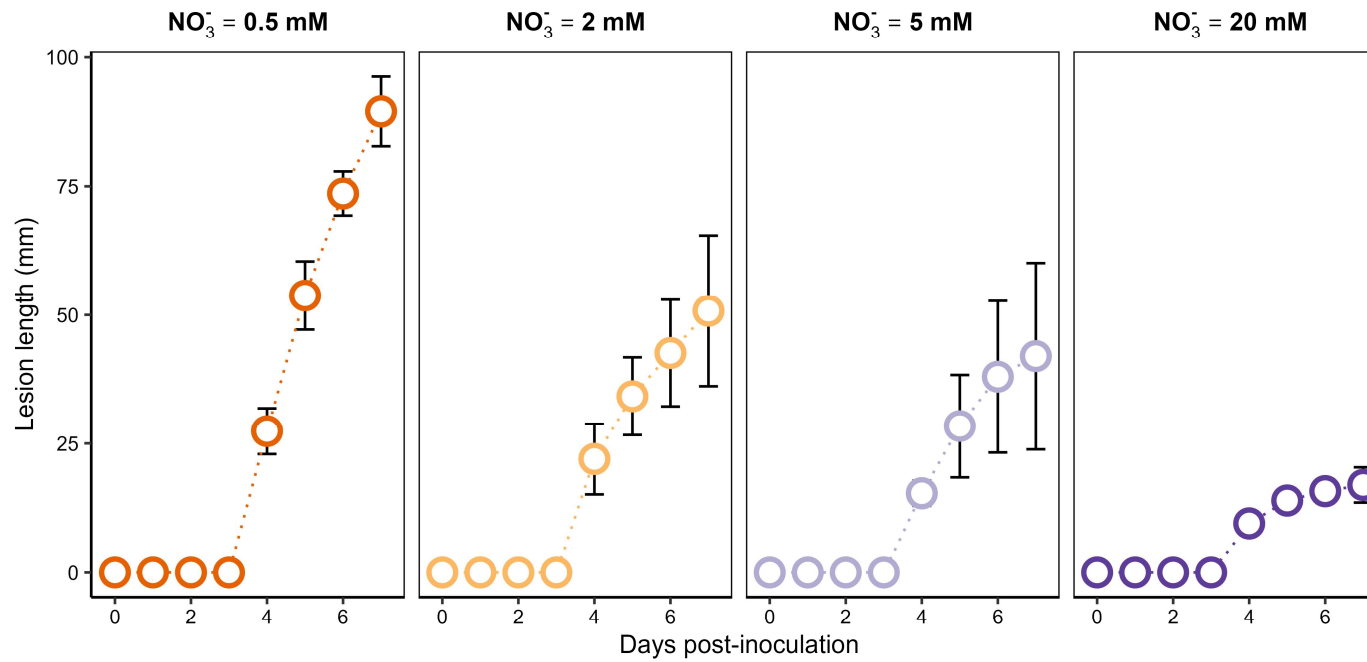 NO₃⁻ = 0.5 mM
NO₃⁻ = 2 mM
NO₃⁻ = 5 mM
NO₃⁻ = 20 mM
100
75
50
25
0
Lesion length (mm)
0 2 4 6
0 2 4 6
0 2 4 6
0 2 4 6
Days post-inoculation